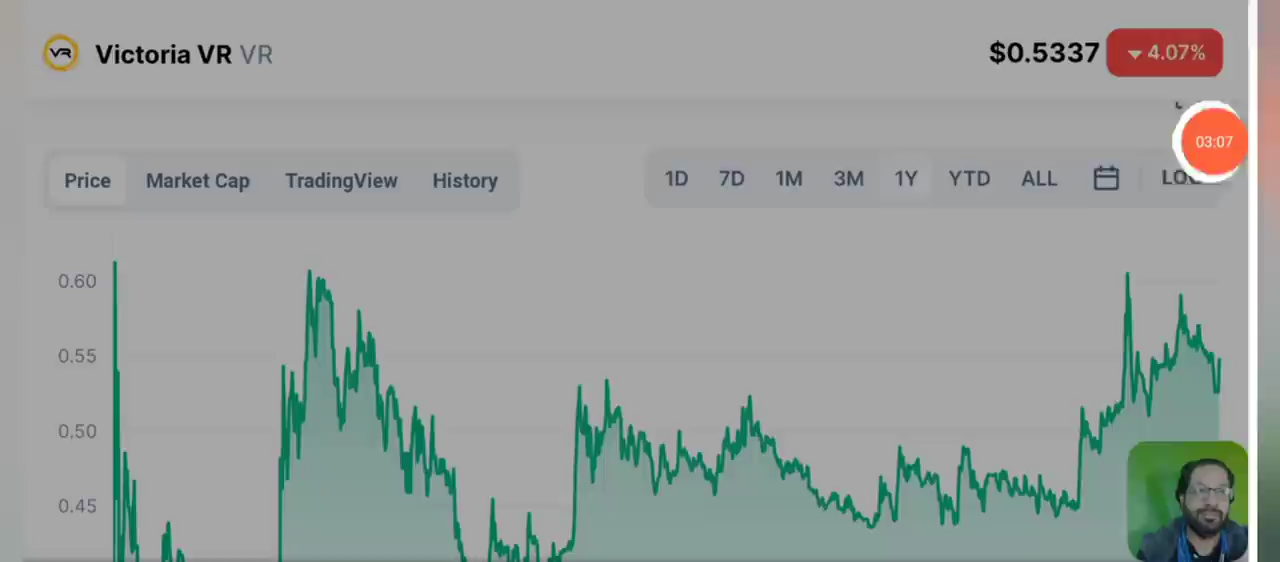 VR Victoria VR VR $0.5337 4.07%
03:07
Price Market Cap TradingView History 1D 7D 1M 3M 1Y YTD ALL
0.60
0.55
0.50
0.45